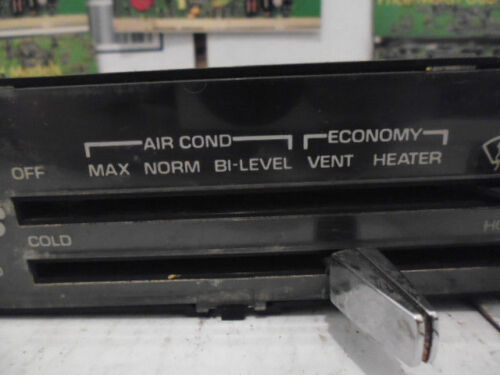 AIR COND ECONOMY
OFF MAX NORM BI-LEVEL VENT HEATER
COLD